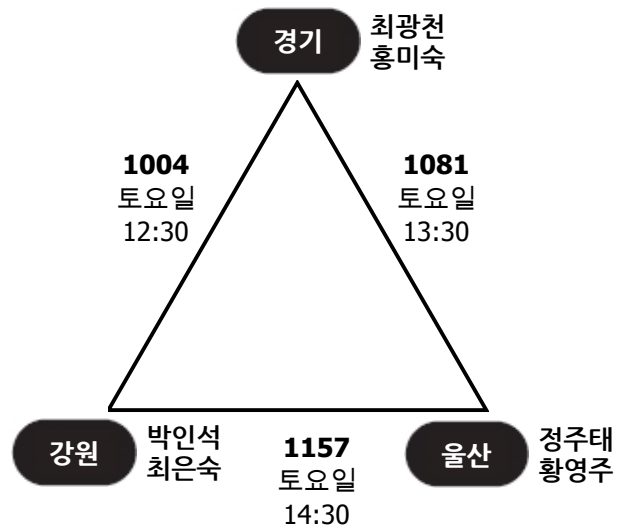 경기
최광천
홍미숙
1004
토요일
12:30
1081
토요일
13:30
강원
박인석
최은숙
1157
토요일
14:30
울산
정주태
황영주